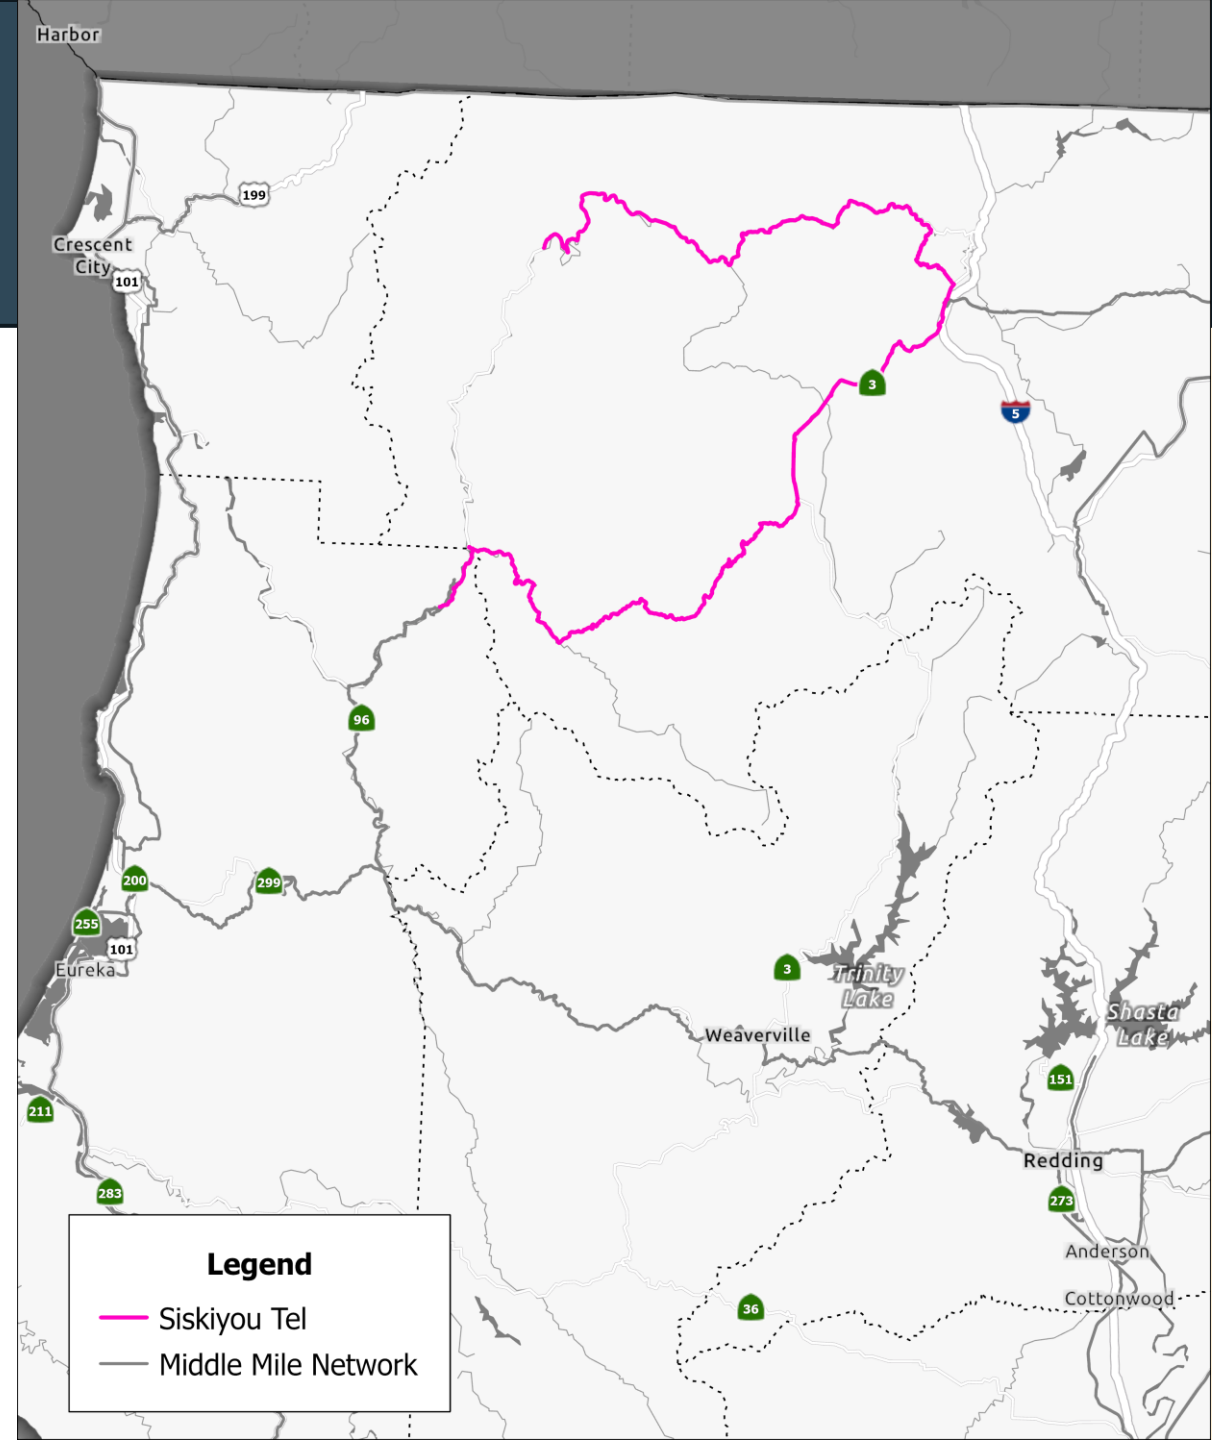 Harbor
199
Crescent
City
101
3
5
96
200
299
255
101
Eureka
3
Trinity
Lake
Shasta
Lake
Weaverville
151
211
Redding
283
273
Anderson
Cottonwood
36
Legend
Siskiyou Tel
Middle Mile Network